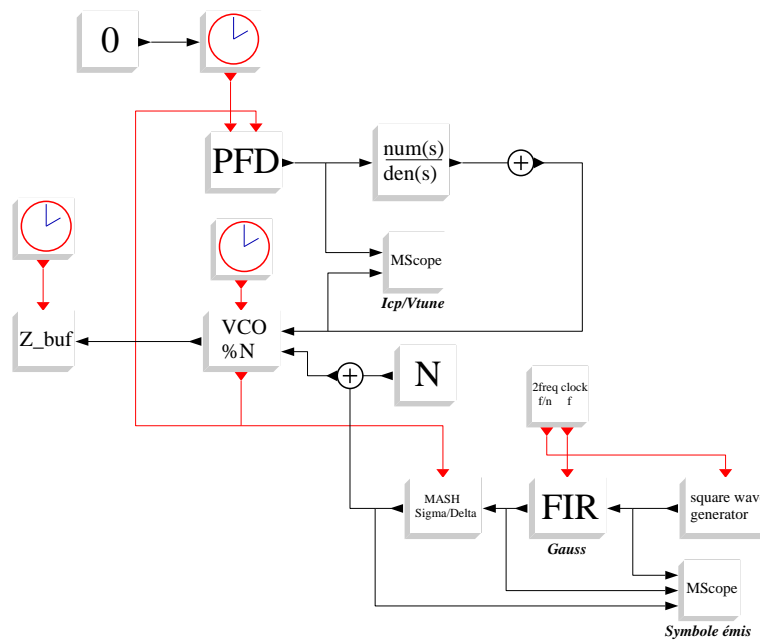 0
PFD
num(s)
den(s)
MScope
Icp/Vtune
Z_buf
VCO
%N
N
2freq clock
f/n f
MASH
Sigma/Delta
FIR
Gauss
square wave
generator
MScope
Symbole émis